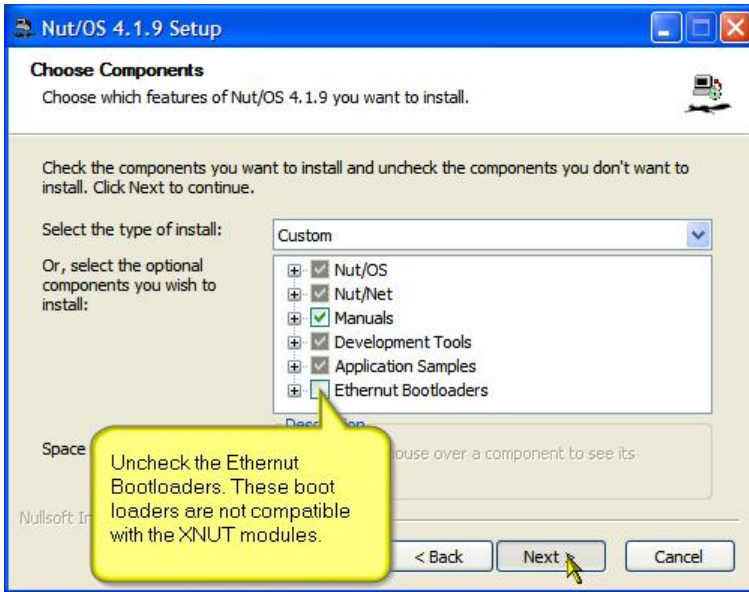 Nut/OS 4.1.9 Setup
Choose Components
Choose which features of Nut/OS 4.1.9 you want to install.
Check the components you want to install and uncheck the components you don't want to
install. Click Next to continue.
Select the type of install:
Custom
Or, select the optional
components you wish to
install:
Nut/OS
Nut/Net
Manuals
Development Tools
Application Samples
Ethernut Bootloaders
Space
ouse over a component to see its
Uncheck the Ethernut
Bootloaders. These boot
loaders are not compatible
with the XNUT modules.
Nullsoft
< Back
Next >
Cancel